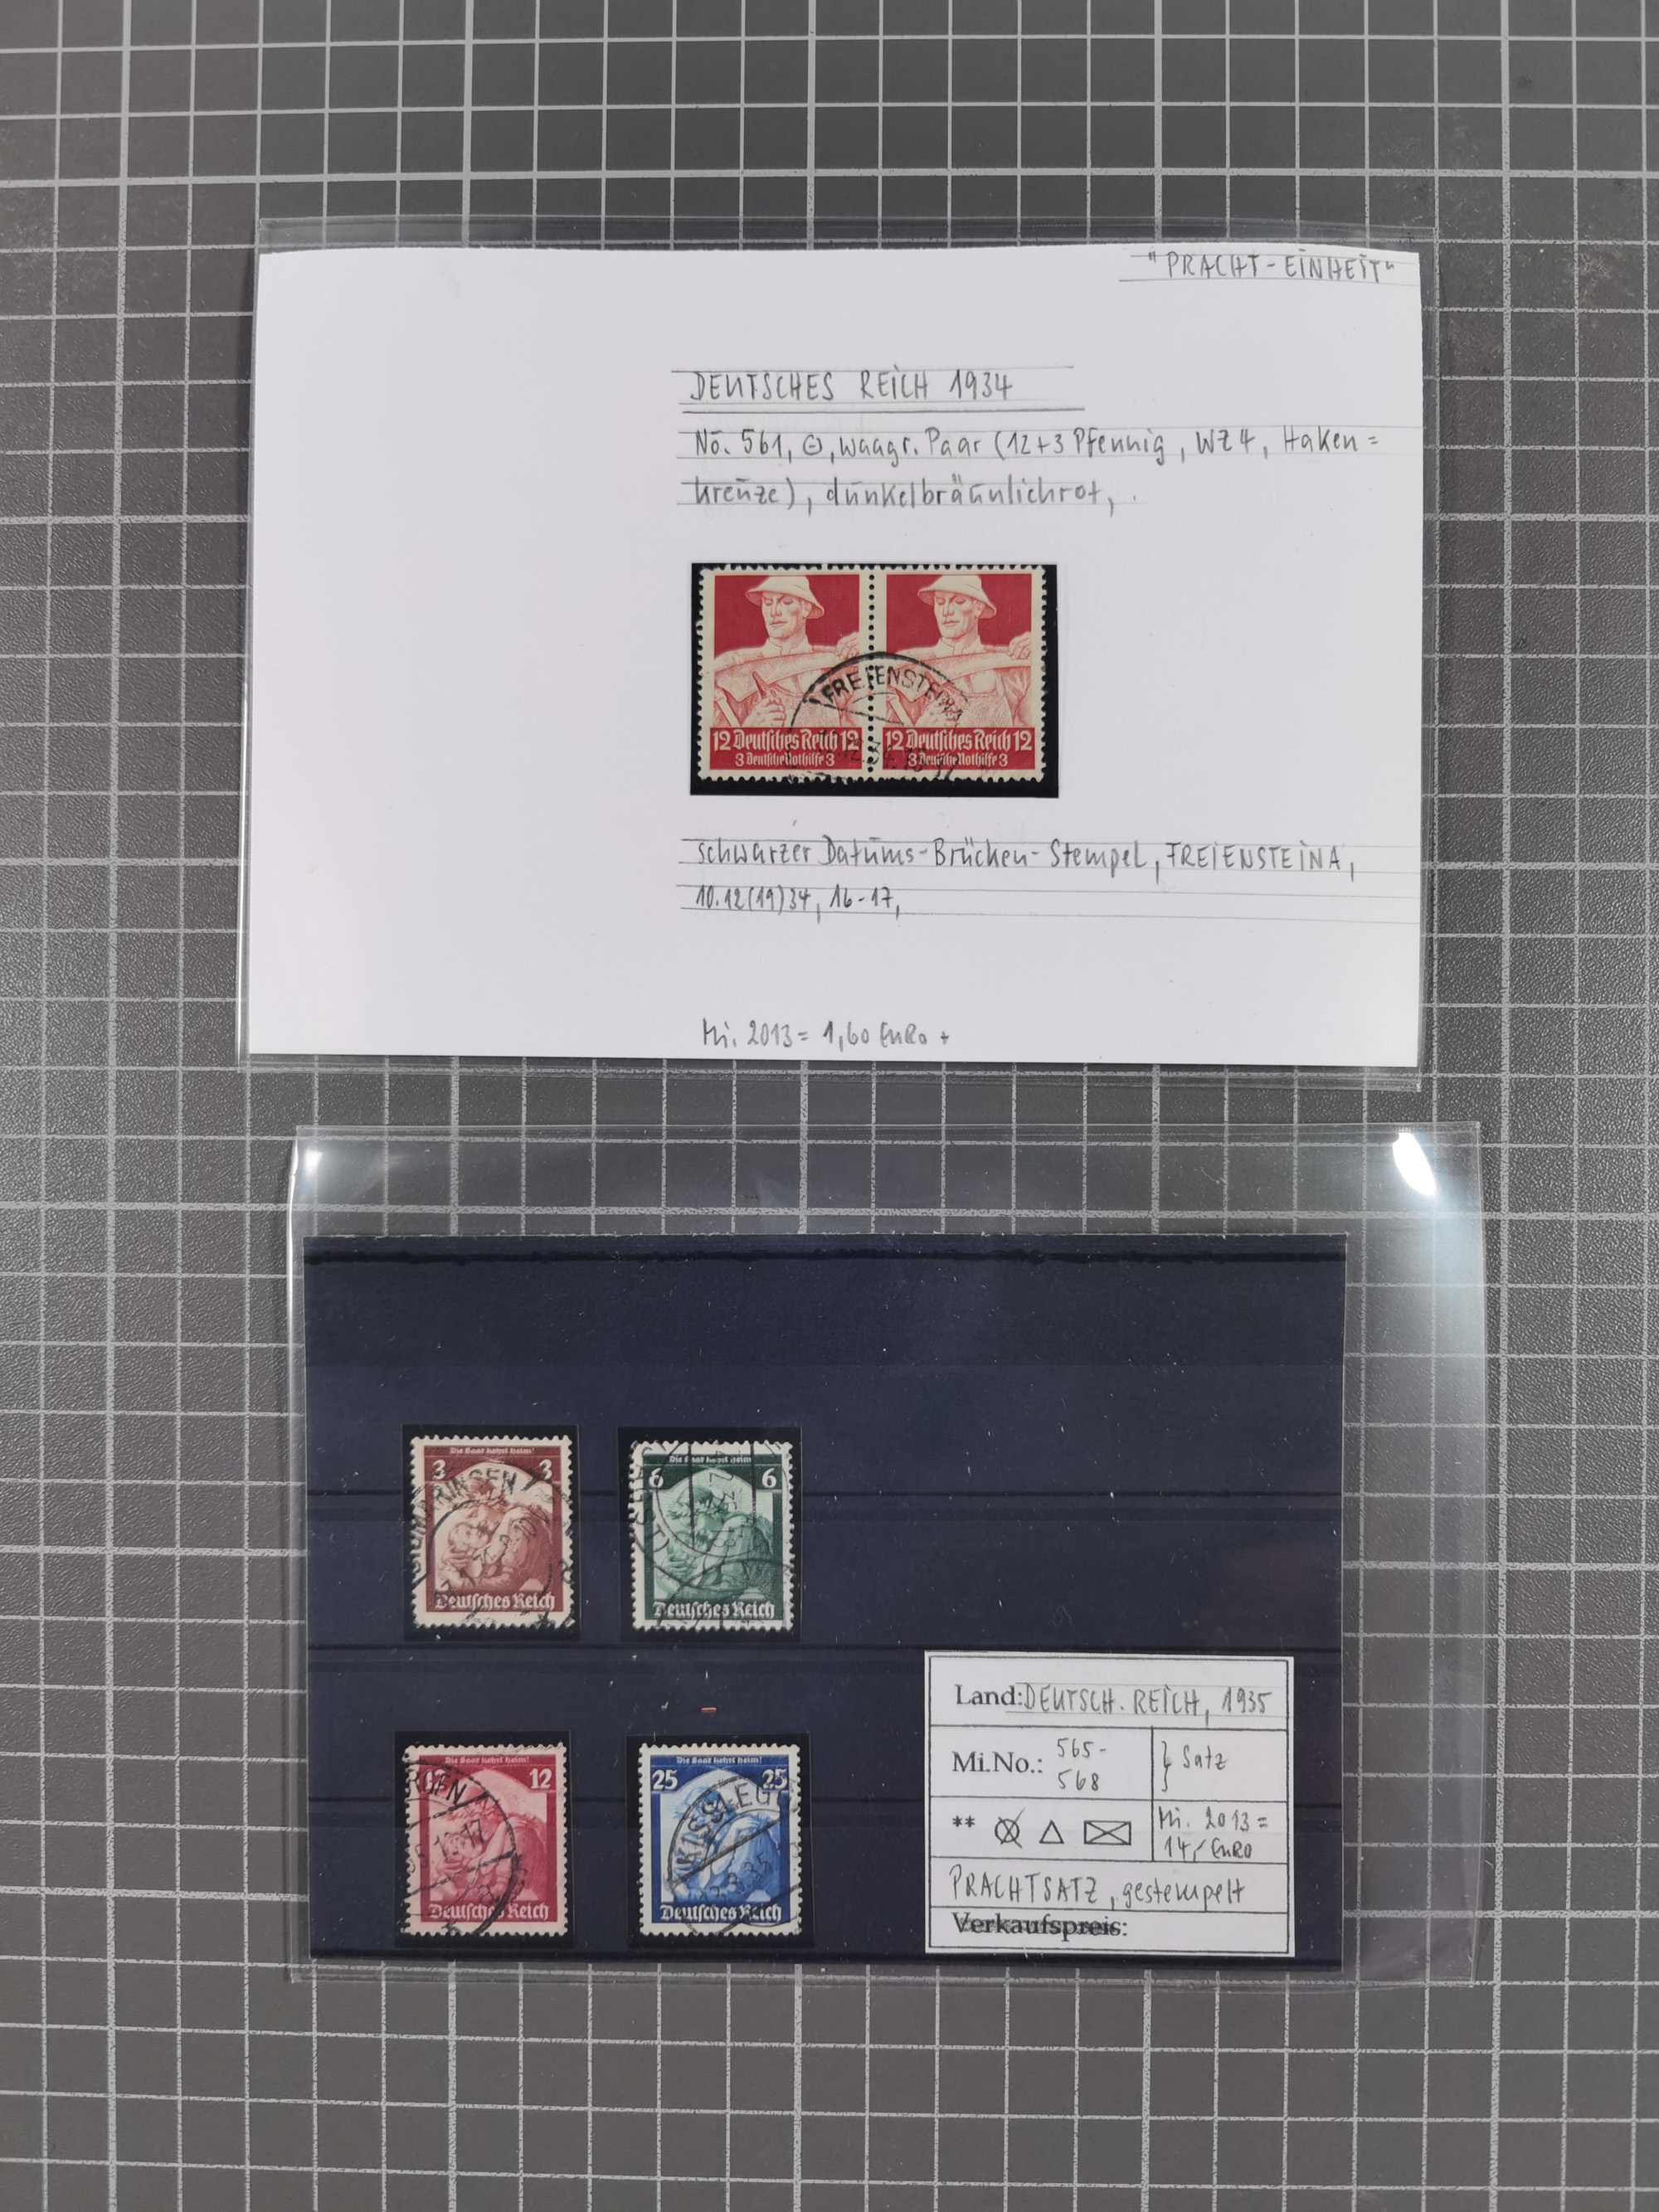 "PRACHT-EINHEIT"
DEUTSCHES REICH 1934
No. 561, ⊙, waagr. Paar (12+3 Pfennig, WZ 4, Haken=
kreuze), dunkelbräunlichrot, .
FREIENSTEINA
12 Deutsches Reich 12
3 Deutsche Nothilfe 3
12 Deutsches Reich 12
3 Deutsche Nothilfe 3
schwarzer Datums-Brücken-Stempel, FREIENSTEINA,
10.12(19)34, 16-17,
Mi. 2013 = 1,60 EuRo +
Die Saar kehrt heim!
3 3
Deutsches Reich
Die Saar kehrt heim!
6 6
Deutsches Reich
Die Saar kehrt heim!
12 12
Deutsches Reich
Die Saar kehrt heim!
25 25
KISSLEGG
Deutsches Reich
Land: DEUTSCH. REICH, 1935
Mi.No.: 565-
568 } Satz
** Mi. 2013 =
14,- EuRo
PRACHTSATZ, gestempelt
Verkaufspreis: